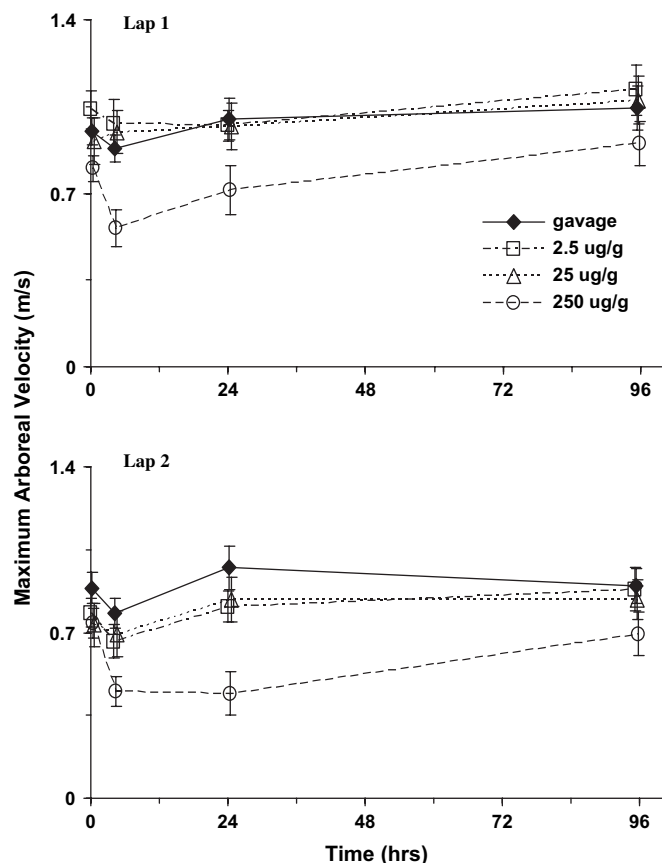 1.4
Lap 1
0.7
gavage
2.5 ug/g
25 ug/g
250 ug/g
0
0 24 48 72 96
Maximum Arboreal Velocity (m/s)
1.4
Lap 2
0.7
0
0 24 48 72 96
Time (hrs)